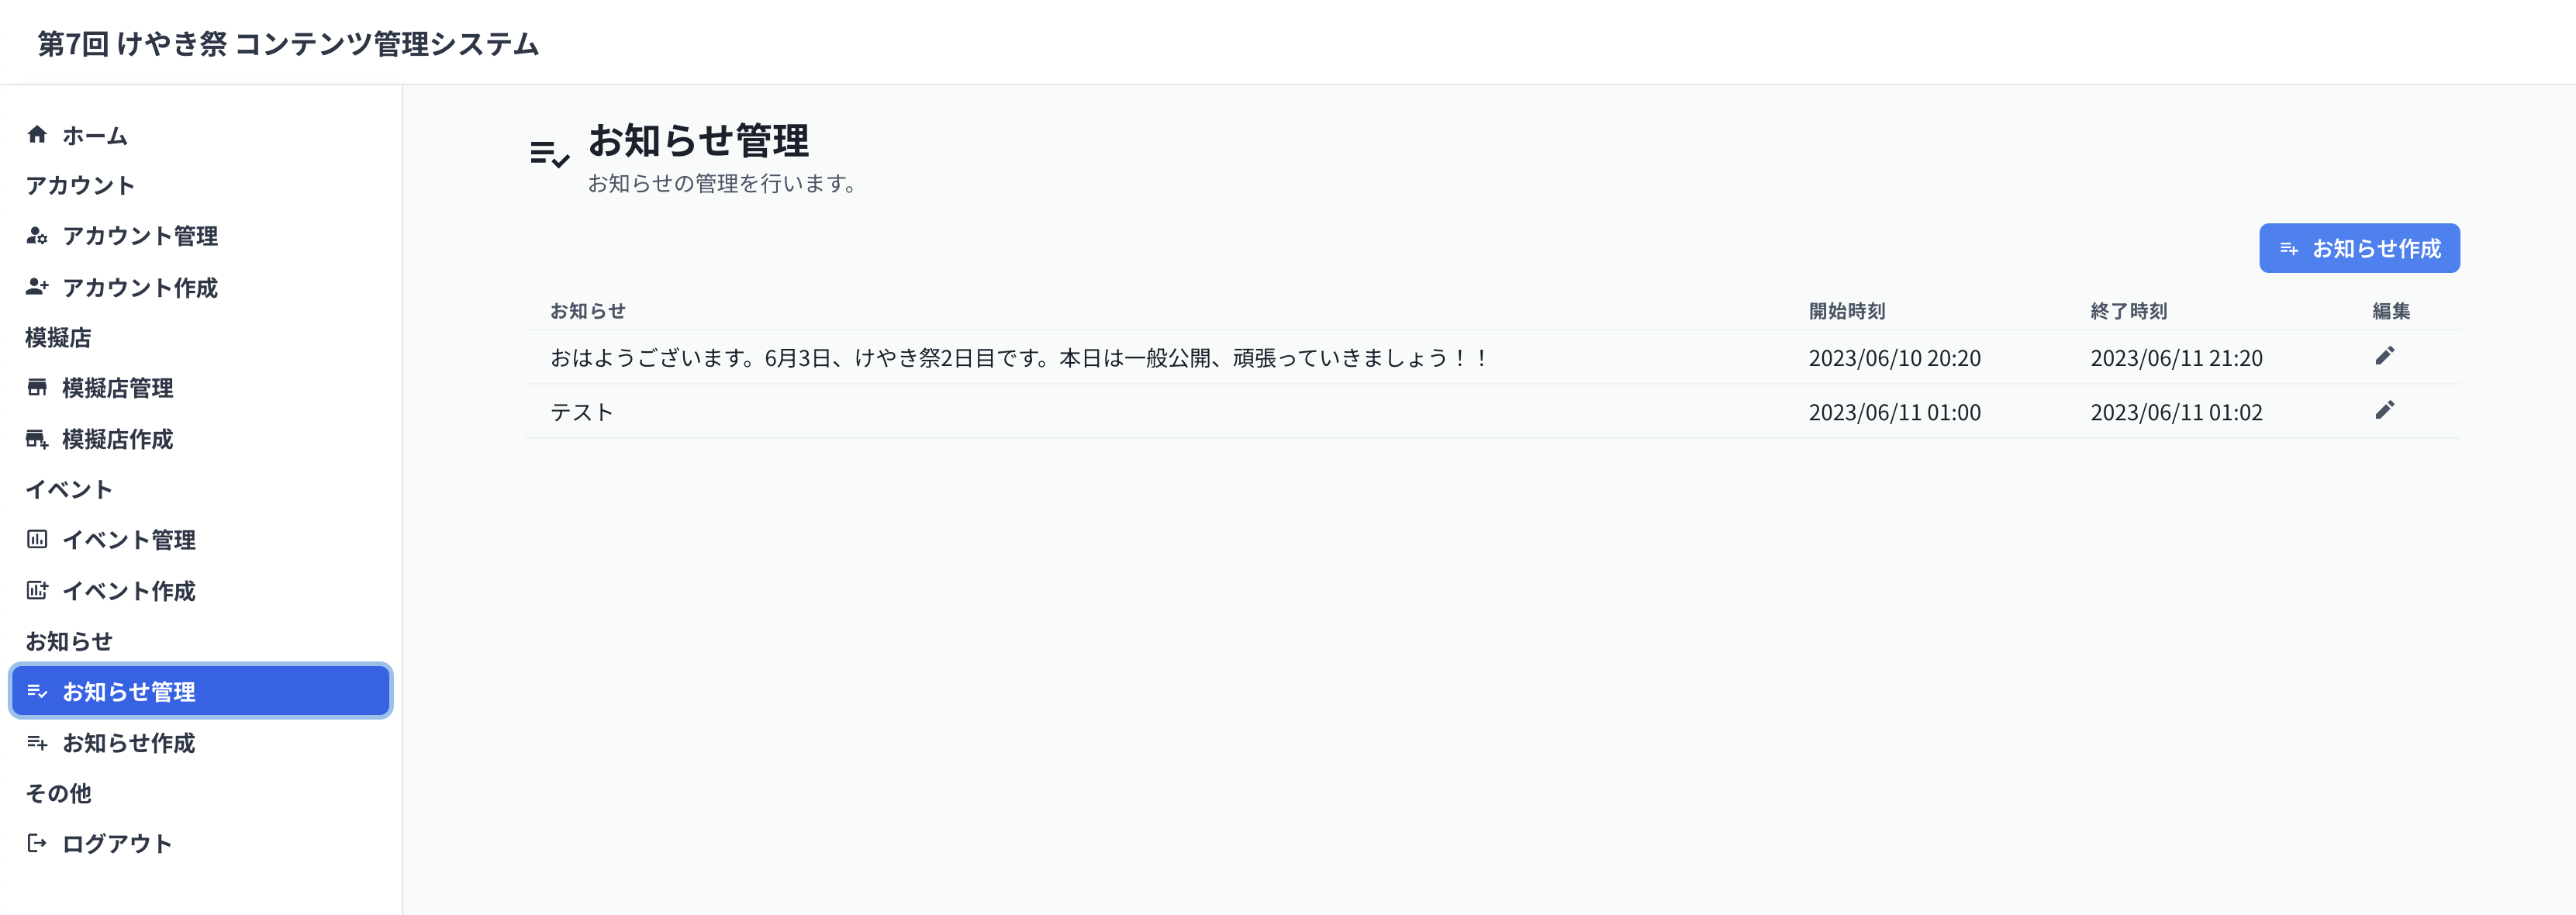 第7回 けやき祭 コンテンツ管理システム
ホーム
アカウント
アカウント管理
アカウント作成
模擬店
模擬店管理
模擬店作成
イベント
イベント管理
イベント作成
お知らせ
お知らせ管理
お知らせ作成
その他
ログアウト
お知らせ管理
お知らせの管理を行います。
お知らせ作成
お知らせ 開始時刻 終了時刻 編集
おはようございます。6月3日、けやき祭2日目です。本日は一般公開、頑張っていきましょう！！ 2023/06/10 20:20 2023/06/11 21:20
テスト 2023/06/11 01:00 2023/06/11 01:02